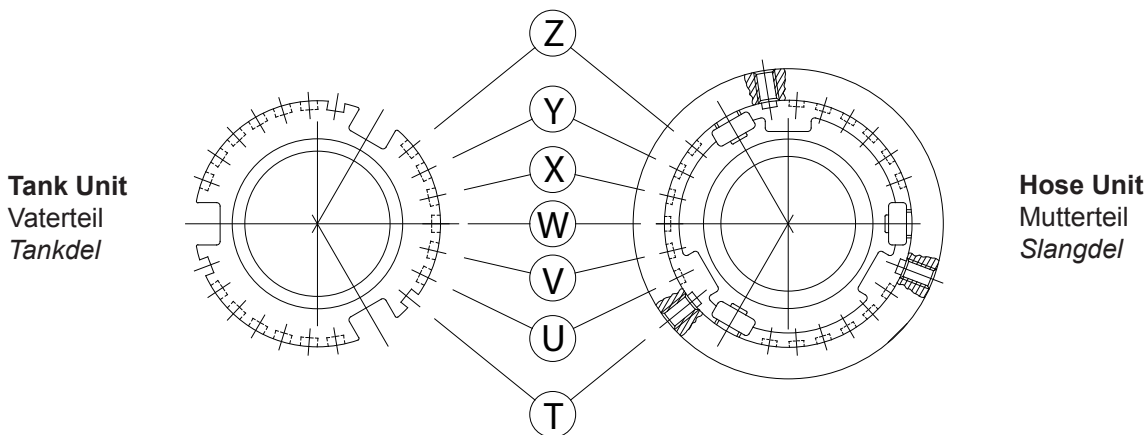 Z
Y
X
W
V
U
T
Tank Unit
Vaterteil
Tankdel
Hose Unit
Mutterteil
Slangdel